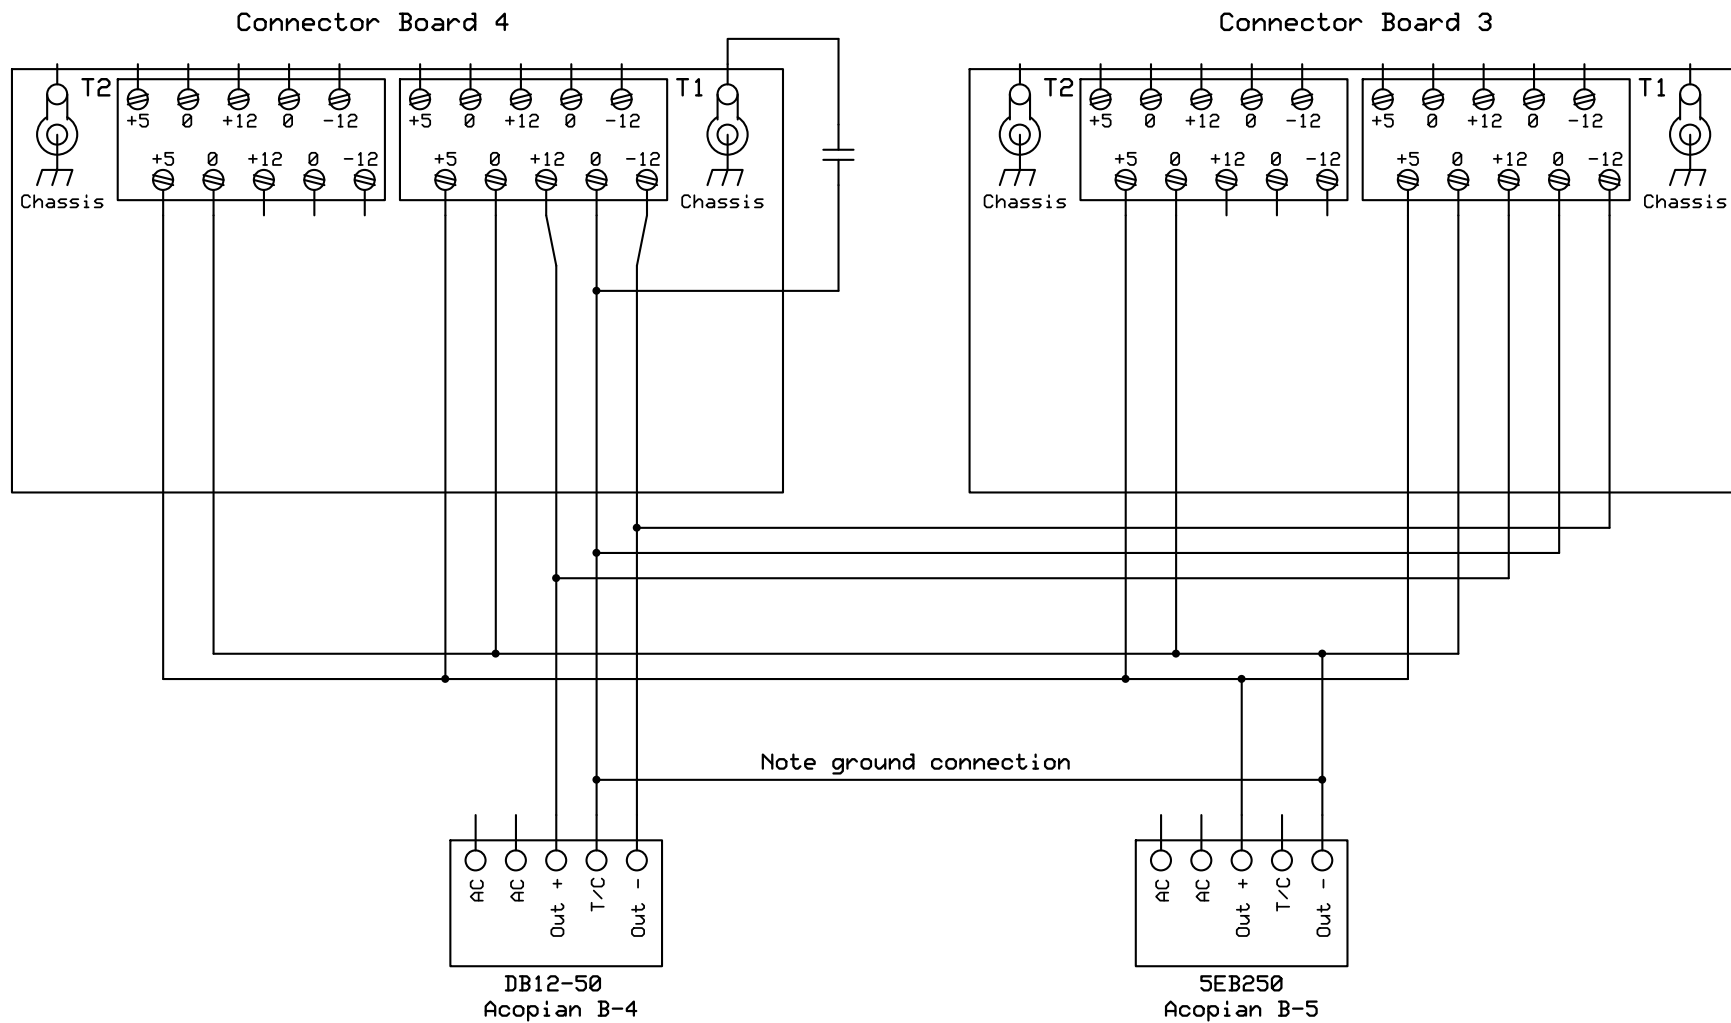 Connector Board 4
Connector Board 3
T2
T1
T2
T1
+5 0 +12 0 -12
+5 0 +12 0 -12
+5 0 +12 0 -12
+5 0 +12 0 -12
+5 0 +12 0 -12
+5 0 +12 0 -12
+5 0 +12 0 -12
+5 0 +12 0 -12
Chassis
Chassis
Chassis
Chassis
Note ground connection
AC
AC
Out +
T/C
Out -
AC
AC
Out +
T/C
Out -
DB12-50
Acopian B-4
5EB250
Acopian B-5